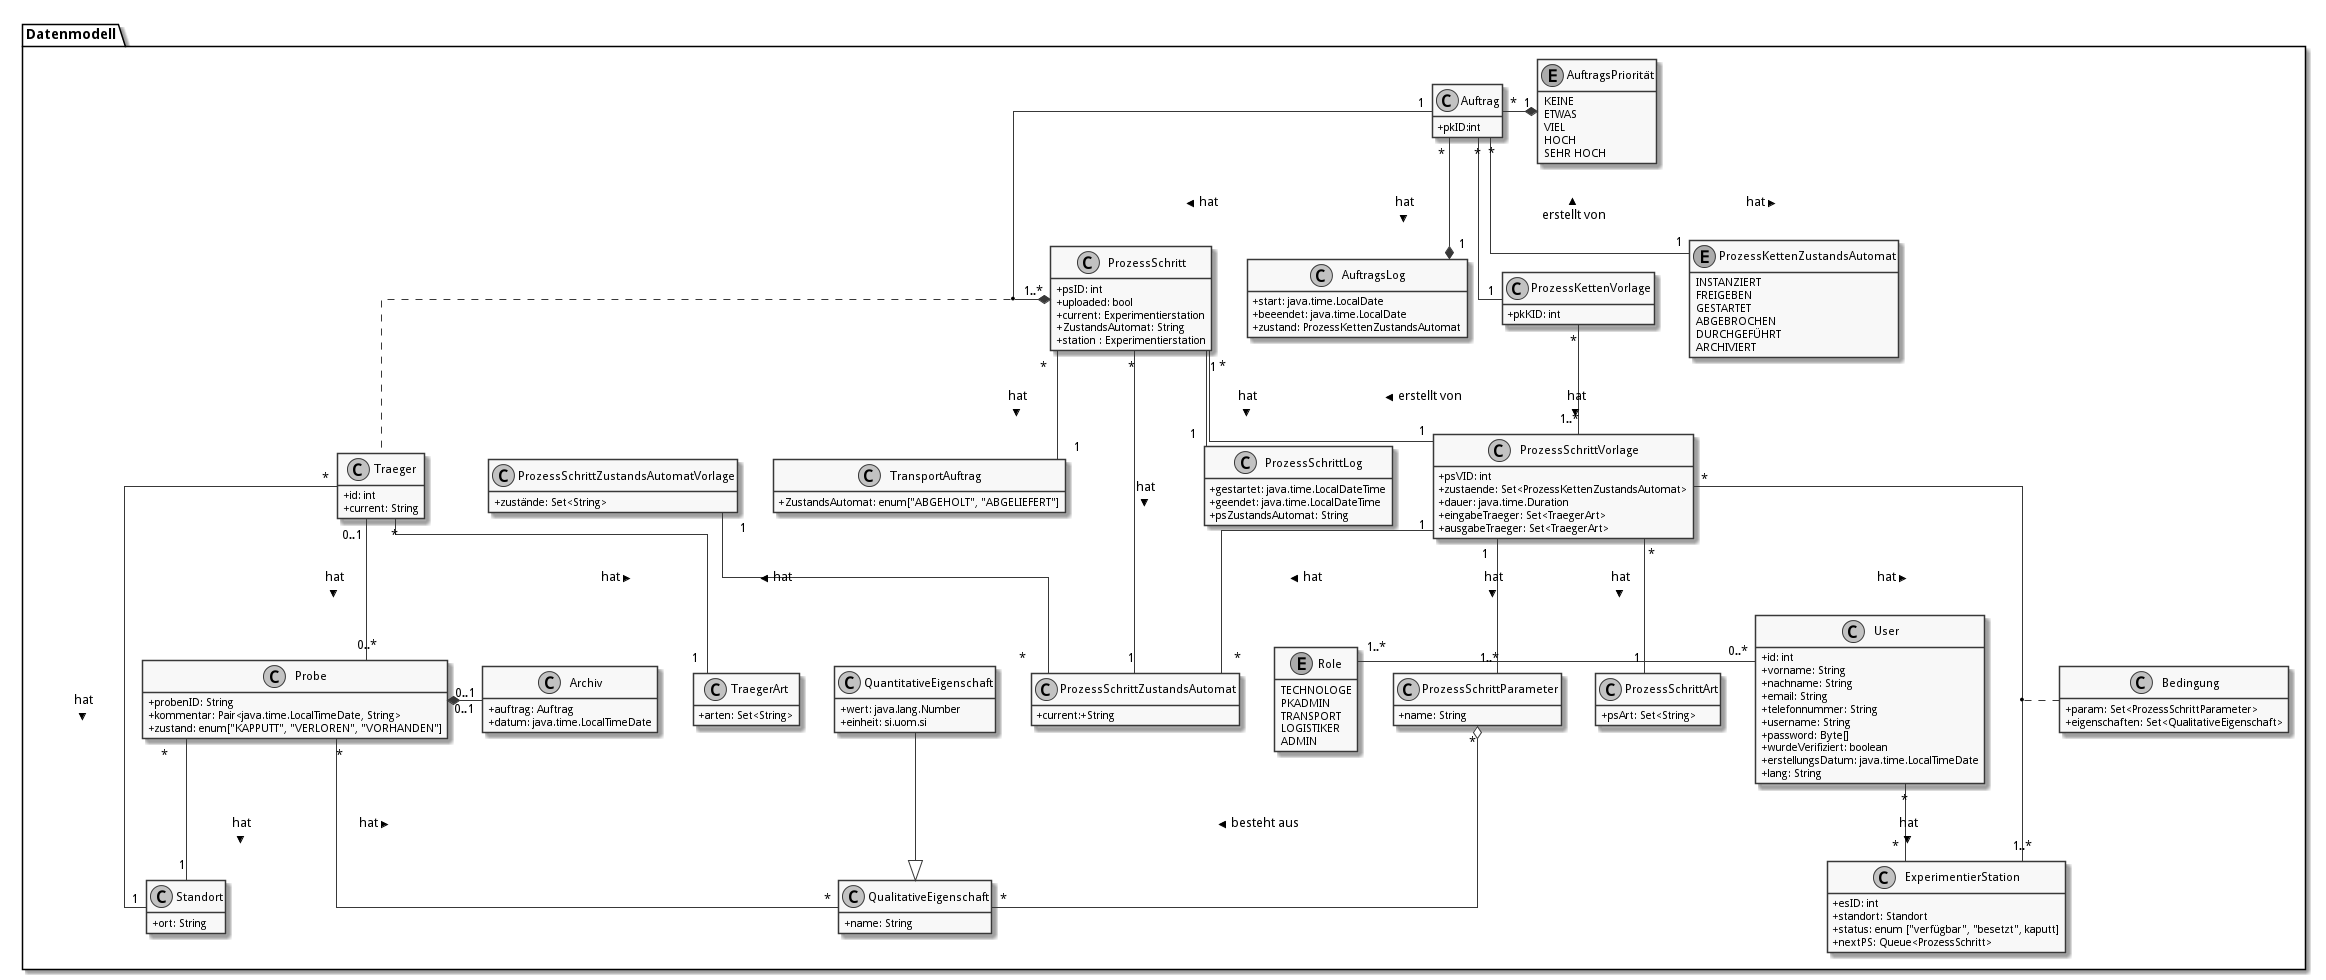 Datenmodell
E AuftragsPriorität
KEINE
ETWAS
VIEL
HOCH
SEHR HOCH
C Auftrag
+pkID:int
1
* 1
*
*
*
hat
hat
erstellt von
hat
C ProzessSchritt
+psID: int
+uploaded: bool
+current: Experimentierstation
+ZustandsAutomat: String
+station : Experimentierstation
1..*
1
C AuftragsLog
+start: java.time.LocalDate
+beeendet: java.time.LocalDate
+zustand: ProzessKettenZustandsAutomat
1
C ProzessKettenVorlage
+pkKID: int
1
E ProzessKettenZustandsAutomat
INSTANZIERT
FREIGEBEN
GESTARTET
ABGEBROCHEN
DURCHGEFÜHRT
ARCHIVIERT
*
*
1 *
*
hat
hat
erstellt von
hat
1..*
1
1
1
C Traeger
+id: int
+current: String
*
C ProzessSchrittZustandsAutomatVorlage
+zustände: Set<String>
C TransportAuftrag
+ZustandsAutomat: enum["ABGEHOLT", "ABGELIEFERT"]
hat
C ProzessSchrittLog
+gestartet: java.time.LocalDateTime
+geendet: java.time.LocalDateTime
+psZustandsAutomat: String
C ProzessSchrittVorlage
+psVID: int
+zustaende: Set<ProzessKettenZustandsAutomat>
+dauer: java.time.Duration
+eingabeTraeger: Set<TraegerArt>
+ausgabeTraeger: Set<TraegerArt>
*
1
0..1
*
1
1
*
hat
hat
hat
hat
hat
hat
hat
0..*
1
*
1
*
1..*
1..*
1
0..*
C Probe
+probenID: String
+kommentar: Pair<java.time.LocalTimeDate, String>
+zustand: enum["KAPPUTT", "VERLOREN", "VORHANDEN"]
0..1
0..1
C Archiv
+auftrag: Auftrag
+datum: java.time.LocalTimeDate
C TraegerArt
+arten: Set<String>
C QuantitativeEigenschaft
+wert: java.lang.Number
+einheit: si.uom.si
C ProzessSchrittZustandsAutomat
+current:+String
E Role
TECHNOLOGE
PKADMIN
TRANSPORT
LOGISTIKER
ADMIN
C ProzessSchrittParameter
+name: String
C ProzessSchrittArt
+psArt: Set<String>
C User
+id: int
+vorname: String
+nachname: String
+email: String
+telefonnummer: String
+username: String
+password: Byte[]
+wurdeVerifiziert: boolean
+erstellungsDatum: java.time.LocalTimeDate
+lang: String
C Bedingung
+param: Set<ProzessSchrittParameter>
+eigenschaften: Set<QualitativeEigenschaft>
hat
*
*
*
*
hat
hat
besteht aus
hat
1
1
*
*
*
1..*
C Standort
+ort: String
C QualitativeEigenschaft
+name: String
C ExperimentierStation
+esID: int
+standort: Standort
+status: enum ["verfügbar", "besetzt", kaputt]
+nextPS: Queue<ProzessSchritt>